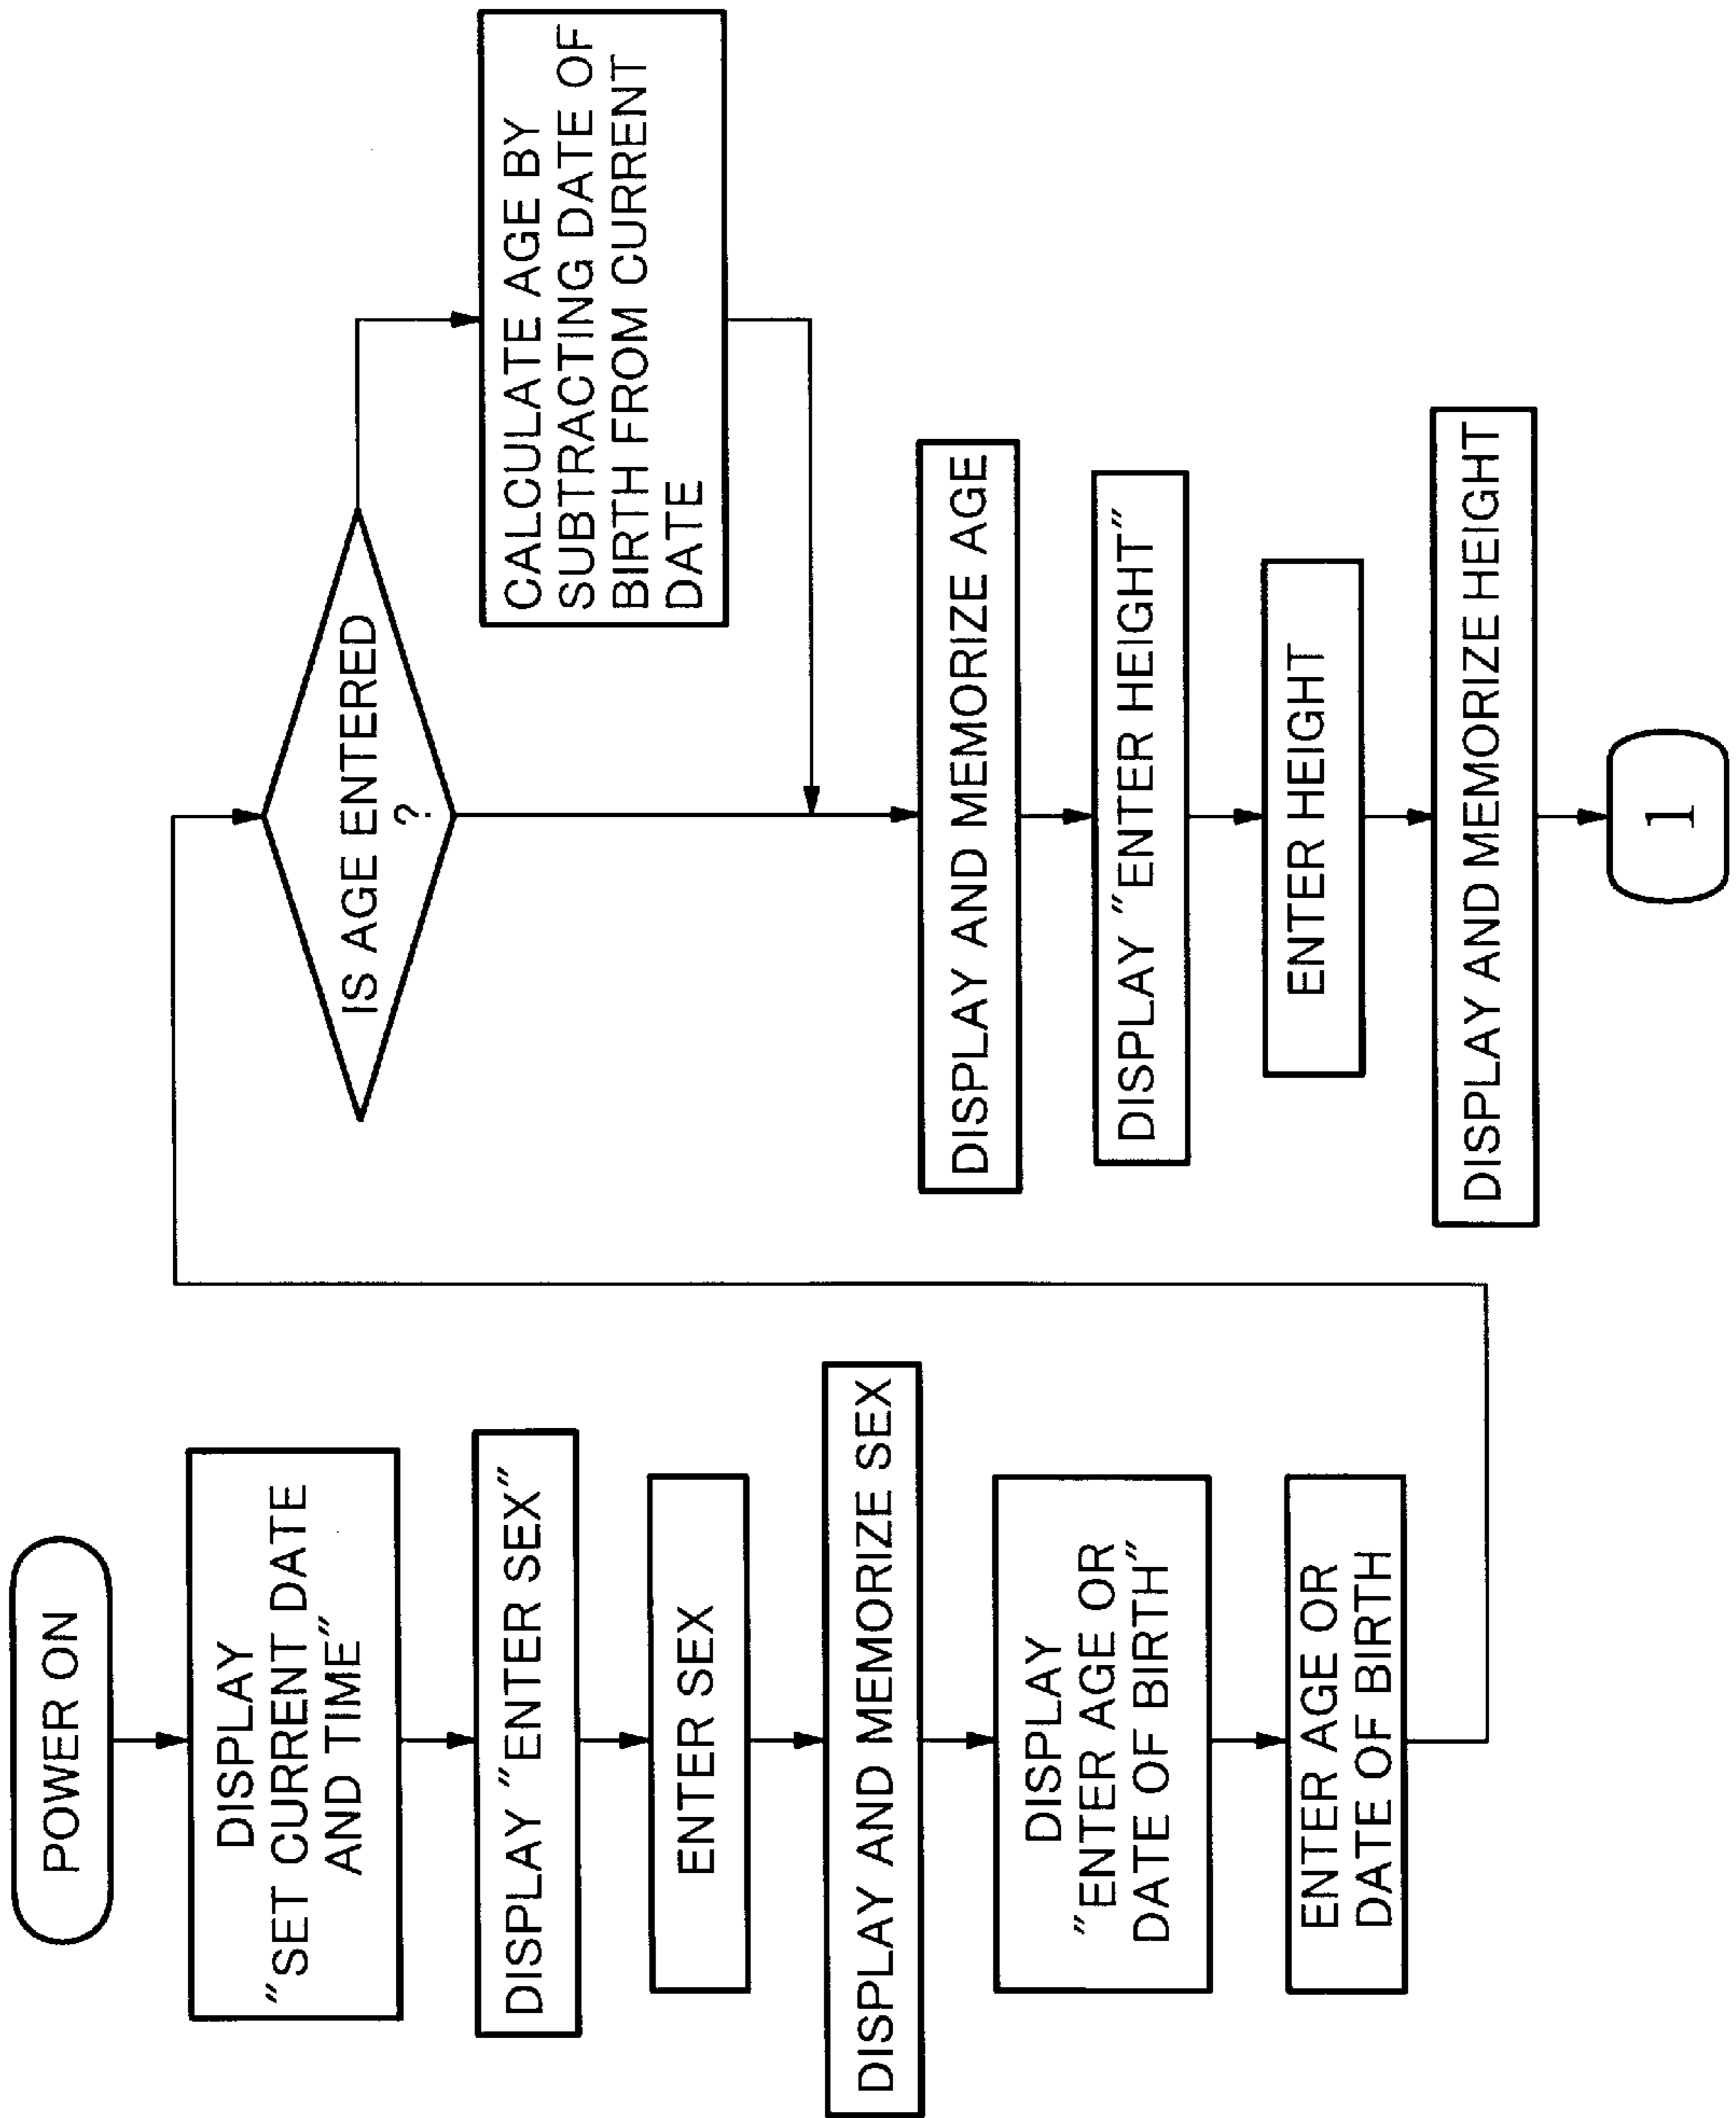 POWER ON
DISPLAY
"SET CURRENT DATE
AND TIME"
DISPLAY "ENTER SEX"
ENTER SEX
DISPLAY AND MEMORIZE SEX
DISPLAY
"ENTER AGE OR
DATE OF BIRTH"
ENTER AGE OR
DATE OF BIRTH
IS AGE ENTERED
?
CALCULATE AGE BY
SUBTRACTING DATE OF
BIRTH FROM CURRENT
DATE
DISPLAY AND MEMORIZE AGE
DISPLAY "ENTER HEIGHT"
ENTER HEIGHT
DISPLAY AND MEMORIZE HEIGHT
1